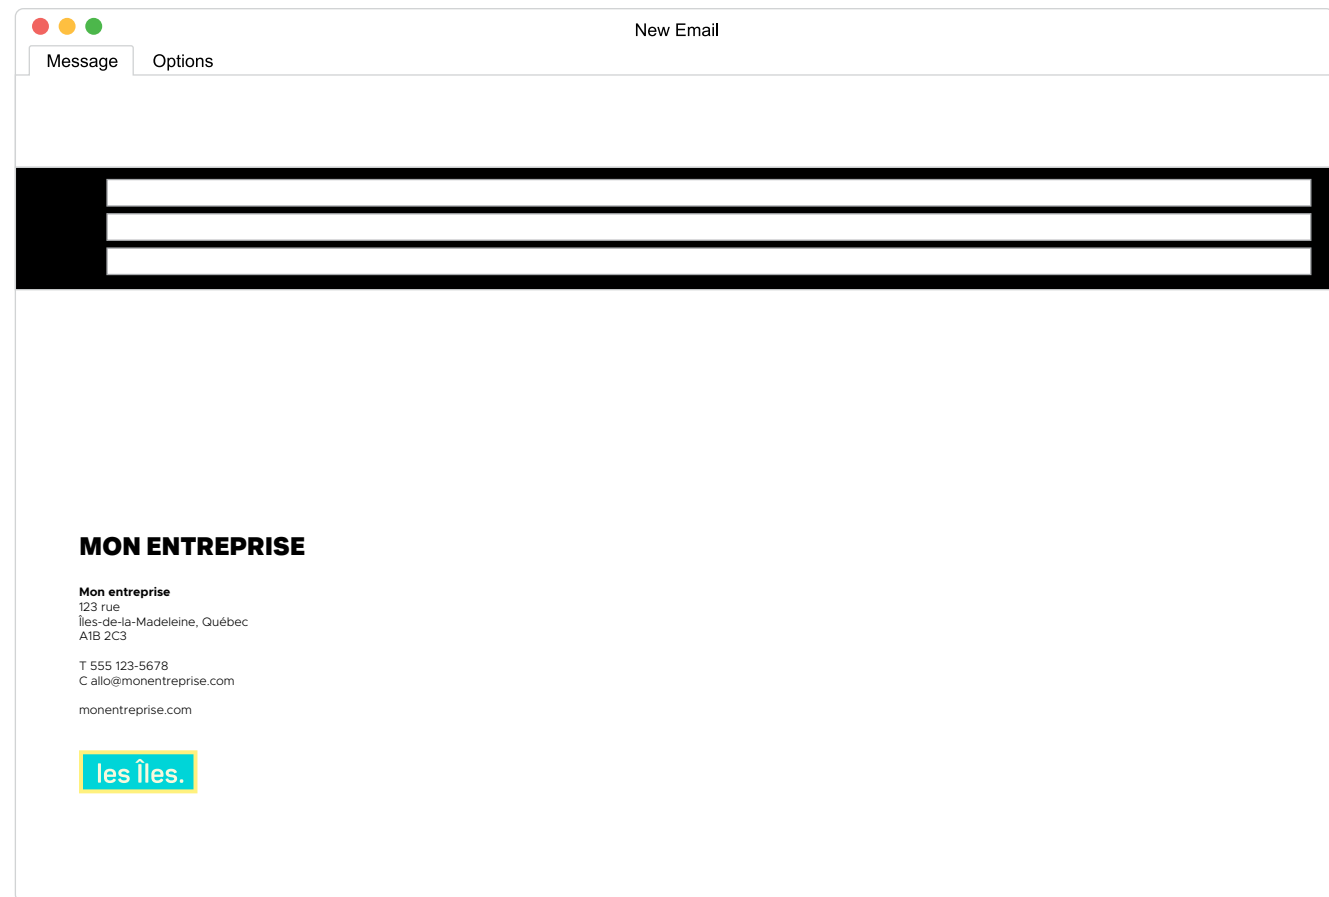 New Email
Message
Options
MON ENTREPRISE
Mon entreprise
123 rue
Îles-de-la-Madeleine, Québec
A1B 2C3
T 555 123-5678
C allo@monentreprise.com
monentreprise.com
les Îles.